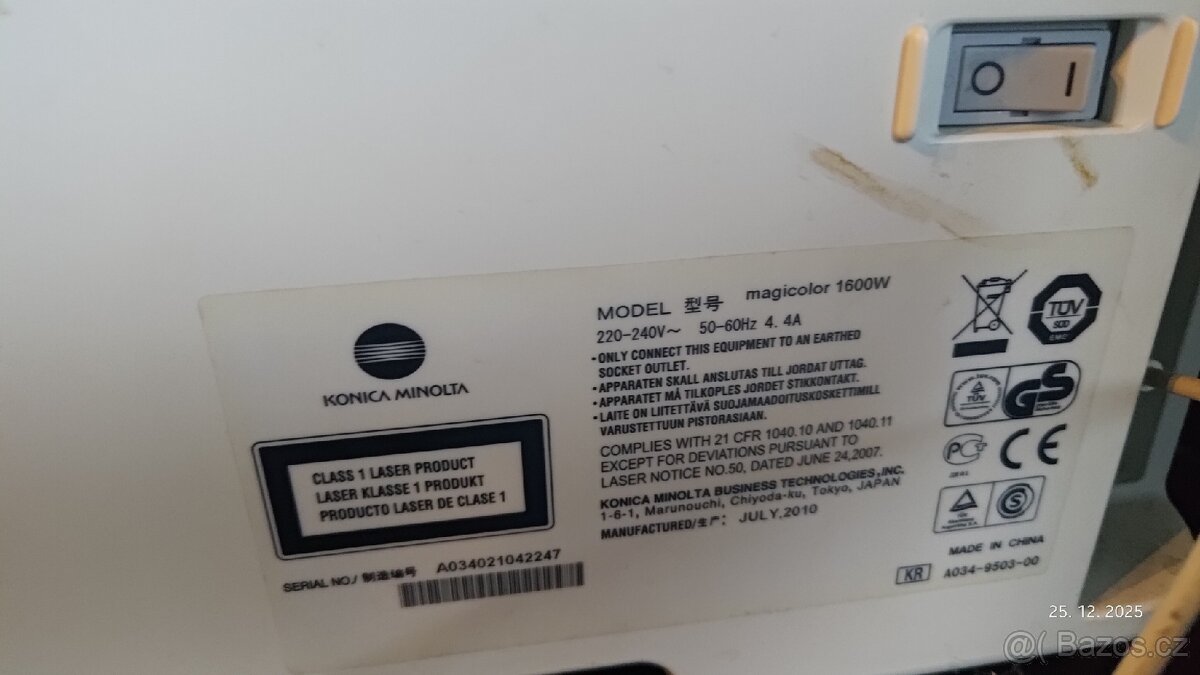 KONICA MINOLTA
CLASS 1 LASER PRODUCT
LASER KLASSE 1 PRODUKT
PRODUCTO LASER DE CLASE 1
SERIAL NO./ 制造编号 A034021042247
MODEL 型号 magicolor 1600W
220-240V～ 50-60Hz 4.4A
•ONLY CONNECT THIS EQUIPMENT TO AN EARTHED
SOCKET OUTLET.
•APPARATEN SKALL ANSLUTAS TILL JORDAT UTTAG.
•APPARATET MÅ TILKOPLES JORDET STIKKONTAKT.
•LAITE ON LIITETTÄVÄ SUOJAMAADOITUSKOSKETTIMILL
VARUSTETTUUN PISTORASIAAN.
COMPLIES WITH 21 CFR 1040.10 AND 1040.11
EXCEPT FOR DEVIATIONS PURSUANT TO
LASER NOTICE NO.50, DATED JUNE 24,2007.
KONICA MINOLTA BUSINESS TECHNOLOGIES,INC.
1-6-1, Marunouchi, Chiyoda-ku, Tokyo, JAPAN
MANUFACTURED/生产: JULY,2010
TÜV
SÜD
EMC
TÜV
GS
PC
CE
S
MADE IN CHINA
KR A034-9503-00
25. 12. 2025
@( Bazos.cz